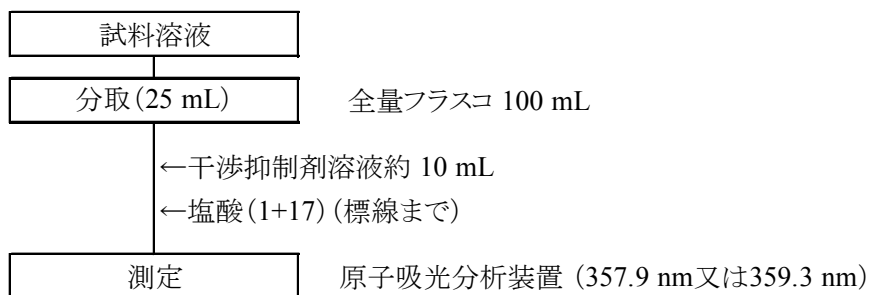 試料溶液
分取（25 mL） 全量フラスコ 100 mL
←干渉抑制剤溶液約 10 mL
←塩酸（1+17）（標線まで）
測定 原子吸光分析装置（357.9 nm又は359.3 nm）